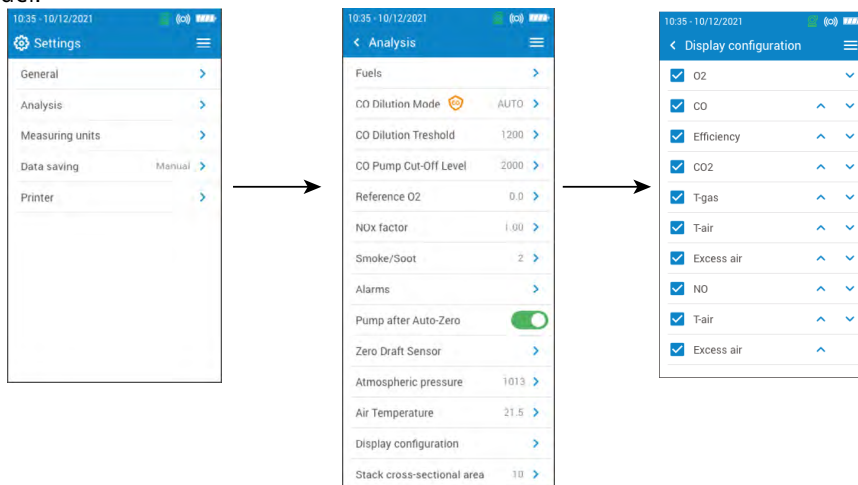 10:35 - 10/12/2021
Settings
General
Analysis
Measuring units
Data saving Manual
Printer
10:35 - 10/12/2021
Analysis
Fuels
CO Dilution Mode AUTO
CO Dilution Treshold 1200
CO Pump Cut-Off Level 2000
Reference O2 0.0
NOx factor 1.00
Smoke/Soot 2
Alarms
Pump after Auto-Zero
Zero Draft Sensor
Atmospheric pressure 1013
Air Temperature 21.5
Display configuration
Stack cross-sectional area 10
10:35 - 10/12/2021
Display configuration
O2
CO
Efficiency
CO2
T-gas
T-air
Excess air
NO
T-air
Excess air